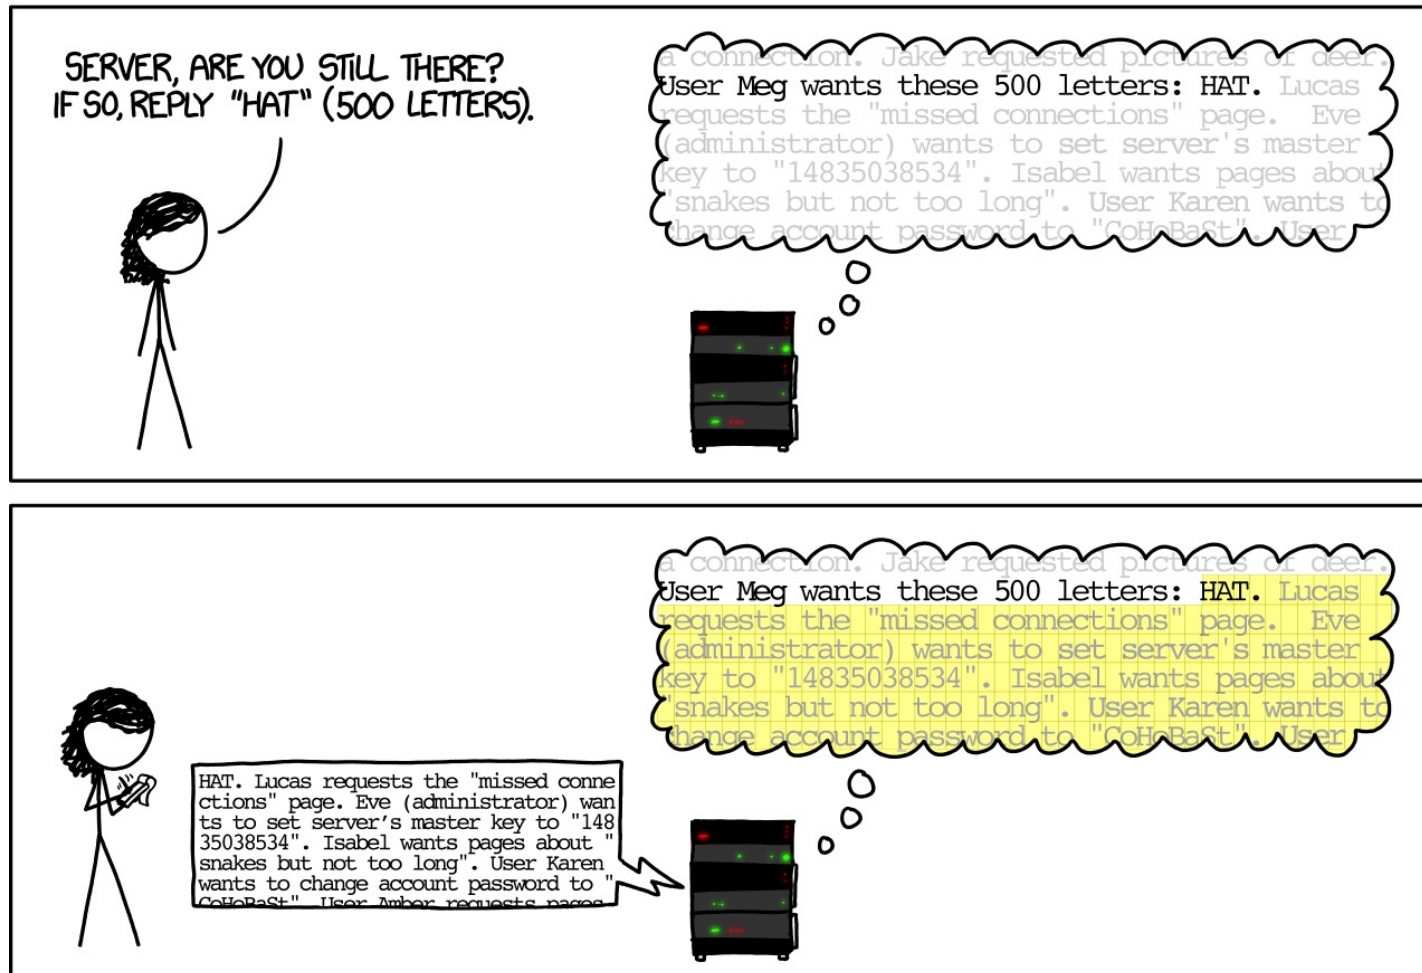 SERVER, ARE YOU STILL THERE?
IF SO, REPLY "HAT" (500 LETTERS).
a connection. Jake requested pictures of deer.
User Meg wants these 500 letters: HAT. Lucas
requests the "missed connections" page. Eve
(administrator) wants to set server's master
key to "14835038534". Isabel wants pages about
"snakes but not too long". User Karen wants to
change account password to "CoHoBaSt". User
a connection. Jake requested pictures of deer.
User Meg wants these 500 letters: HAT. Lucas
requests the "missed connections" page. Eve
(administrator) wants to set server's master
key to "14835038534". Isabel wants pages about
"snakes but not too long". User Karen wants to
change account password to "CoHoBaSt". User
HAT. Lucas requests the "missed conne
ctions" page. Eve (administrator) wan
ts to set server's master key to "148
35038534". Isabel wants pages about "
snakes but not too long". User Karen
wants to change account password to "
CoHoBaSt". User Amber requests pages